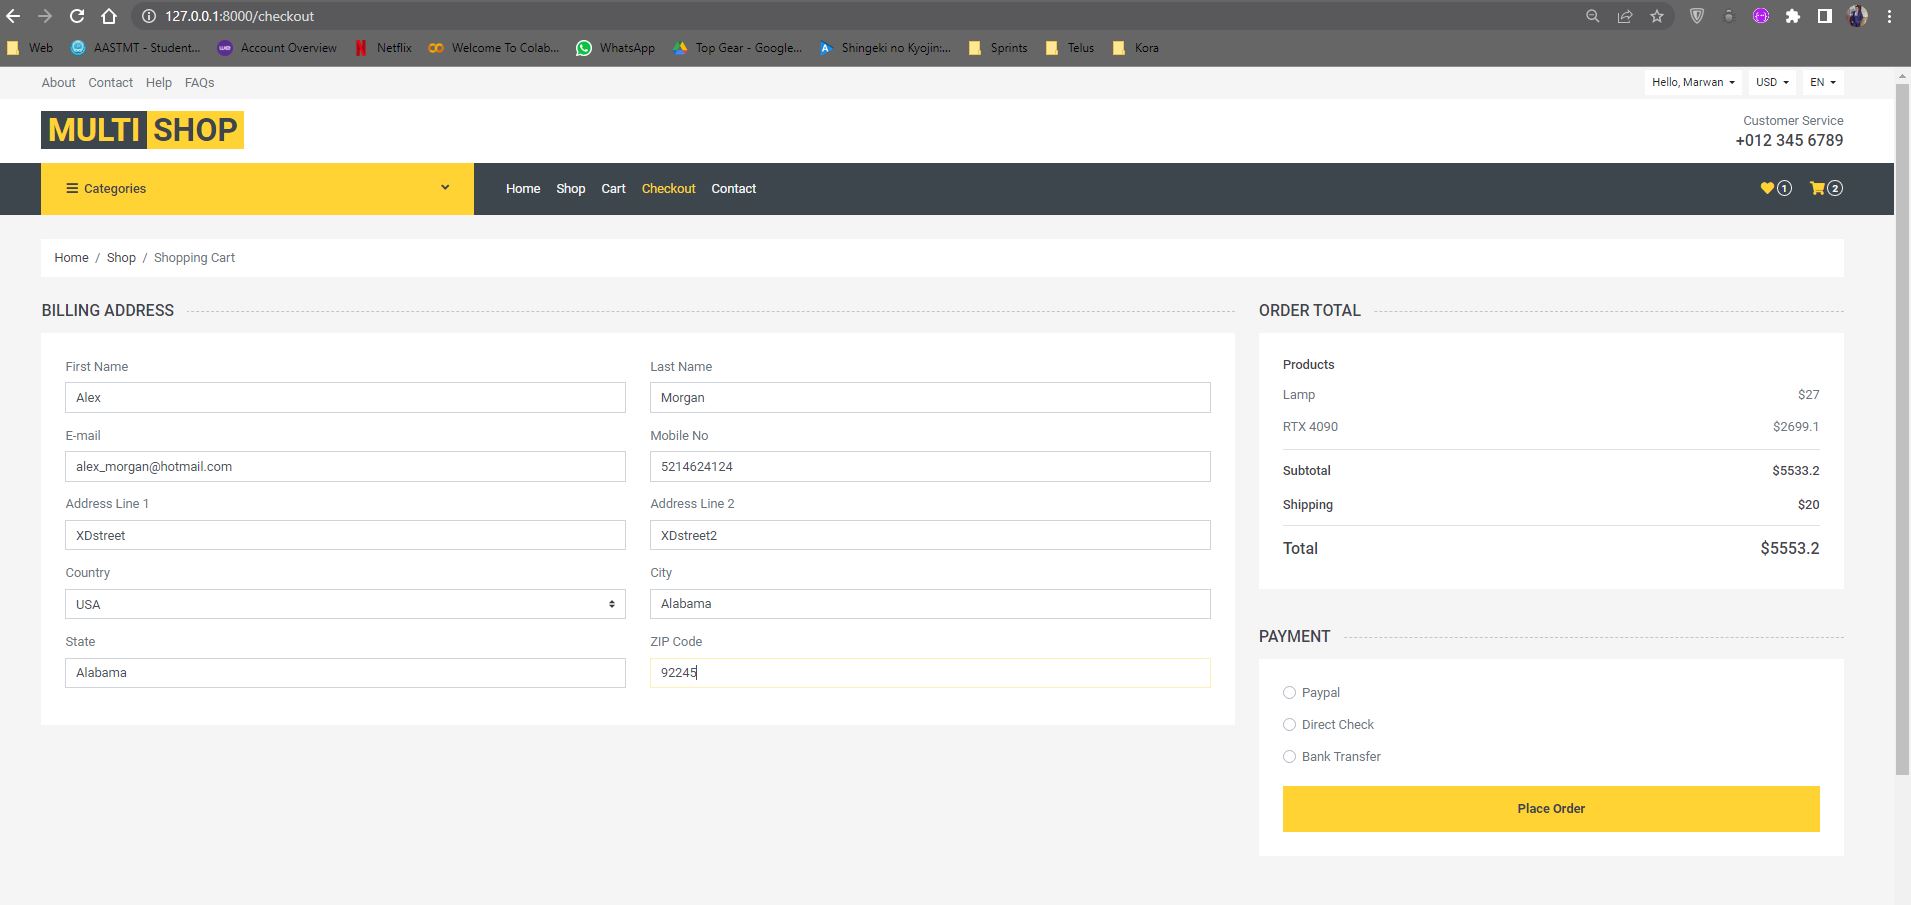 127.0.0.1:8000/checkout
Web AASTMT - Student... Account Overview Netflix Welcome To Colab... WhatsApp Top Gear - Google... Shingeki no Kyojin:... Sprints Telus Kora
About Contact Help FAQs Hello, Marwan USD EN
MULTI SHOP
Customer Service
+012 345 6789
Categories Home Shop Cart Checkout Contact 1 2
Home / Shop / Shopping Cart
BILLING ADDRESS
First Name Last Name
Alex Morgan
E-mail Mobile No
alex_morgan@hotmail.com 5214624124
Address Line 1 Address Line 2
XDstreet XDstreet2
Country City
USA Alabama
State ZIP Code
Alabama 92245
ORDER TOTAL
Products
Lamp $27
RTX 4090 $2699.1
Subtotal $5533.2
Shipping $20
Total $5553.2
PAYMENT
Paypal
Direct Check
Bank Transfer
Place Order